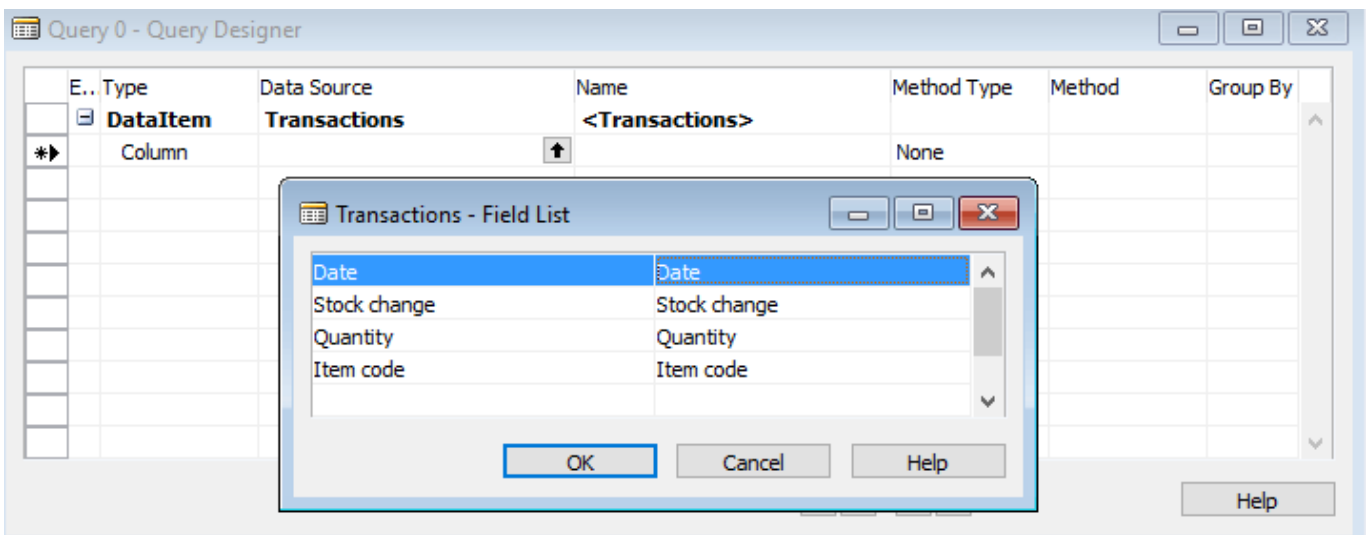 Query 0 - Query Designer
E.. Type Data Source Name Method Type Method Group By
DataItem Transactions <Transactions>
Column None
Transactions - Field List
Date Date
Stock change Stock change
Quantity Quantity
Item code Item code
OK Cancel Help
Help